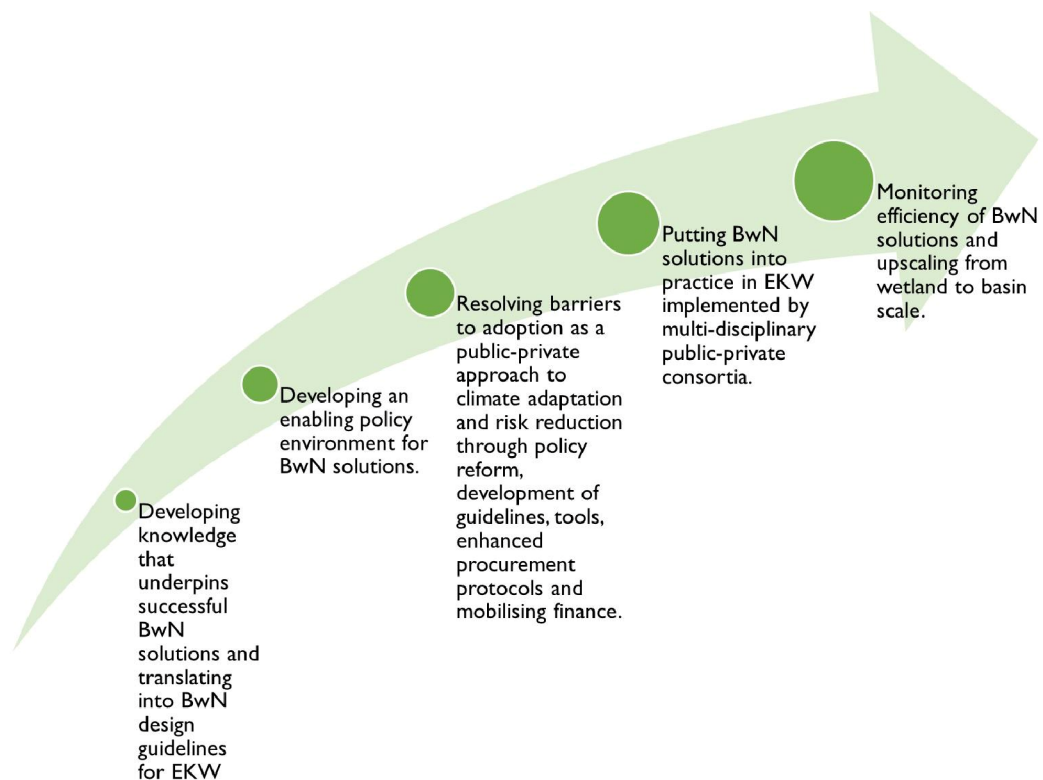 Developing
knowledge
that
underpins
successful
BwN
solutions and
translating
into BwN
design
guidelines
for EKW
Developing an
enabling policy
environment for
BwN solutions.
Resolving barriers
to adoption as a
public-private
approach to
climate adaptation
and risk reduction
through policy
reform,
development of
guidelines, tools,
enhanced
procurement
protocols and
mobilising finance.
Putting BwN
solutions into
practice in EKW
implemented by
multi-disciplinary
public-private
consortia.
Monitoring
efficiency of BwN
solutions and
upscaling from
wetland to basin
scale.